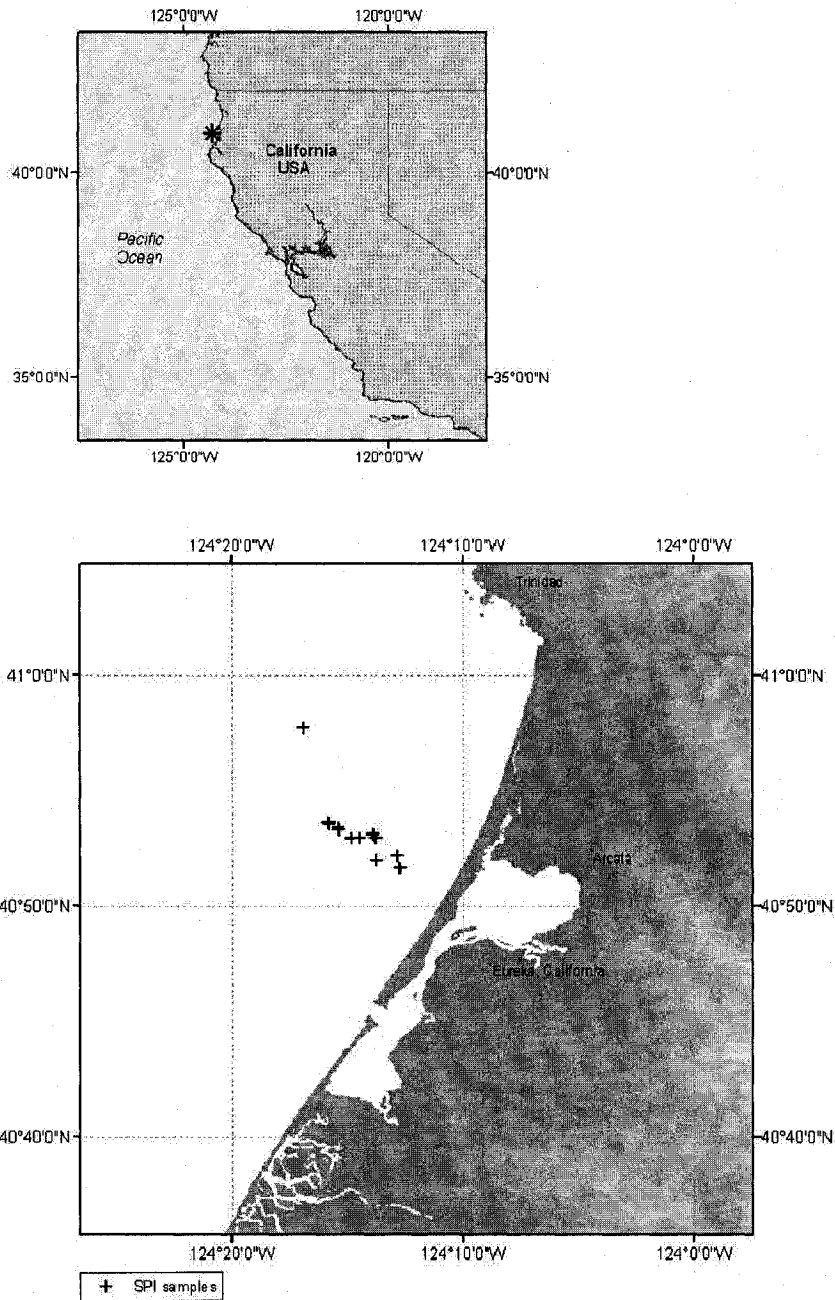 125°0'0"W 120°0'0"W
California
USA
40°0'0"N 40°0'0"N
Pacific
Ocean
35°0'0"N 35°0'0"N
125°0'0"W 120°0'0"W
124°20'0"W 124°10'0"W 124°0'0"W
Trinidad
41°0'0"N 41°0'0"N
Arcata
40°50'0"N 40°50'0"N
Eureka, California
40°40'0"N 40°40'0"N
124°20'0"W 124°10'0"W 124°0'0"W
+ SPI samples